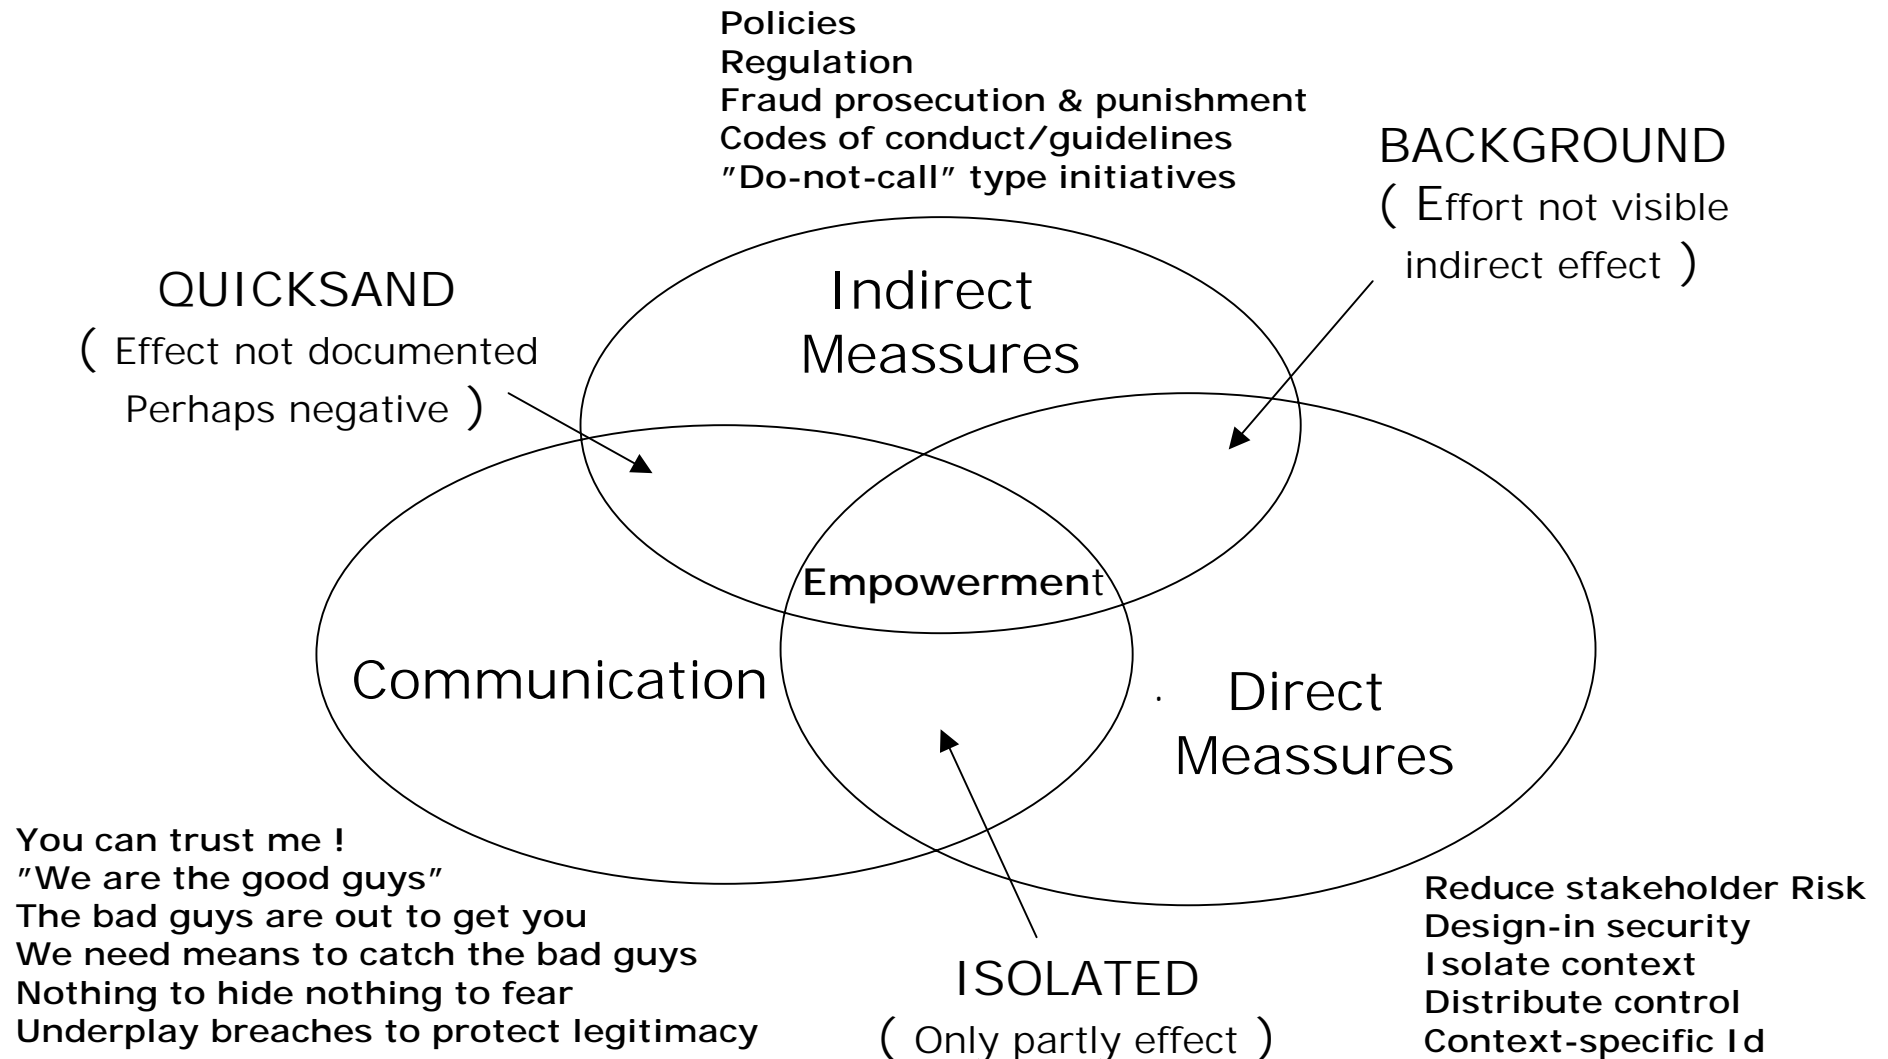 Policies
Regulation
Fraud prosecution & punishment
Codes of conduct/guidelines
"Do-not-call" type initiatives
BACKGROUND
( Effort not visible
indirect effect )
QUICKSAND
( Effect not documented
Perhaps negative )
Indirect
Meassures
Empowerment
Communication
Direct
Meassures
You can trust me !
"We are the good guys"
The bad guys are out to get you
We need means to catch the bad guys
Nothing to hide nothing to fear
Underplay breaches to protect legitimacy
ISOLATED
( Only partly effect )
Reduce stakeholder Risk
Design-in security
Isolate context
Distribute control
Context-specific Id